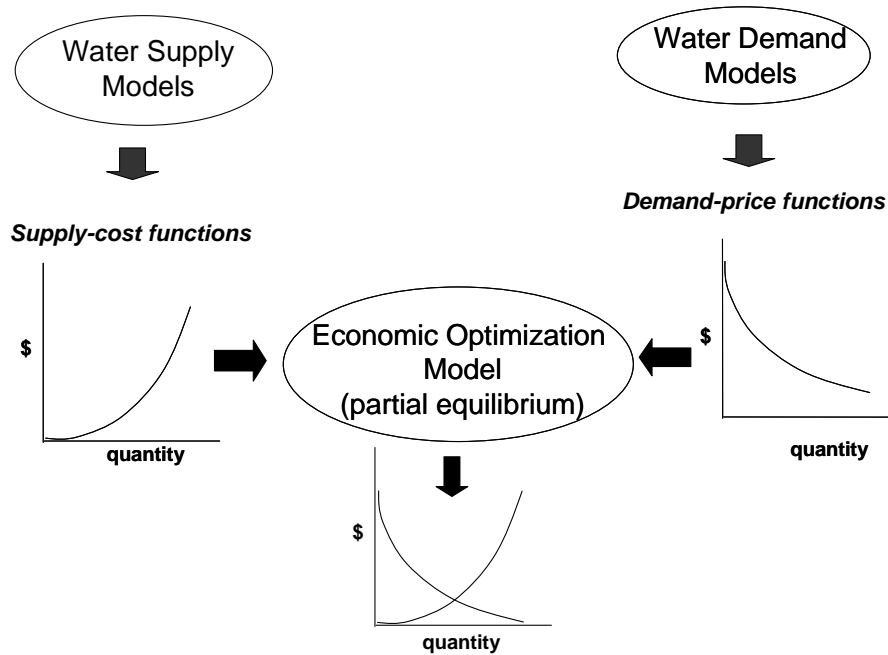 Water Supply
Models
Water Demand
Models
Supply-cost functions
Demand-price functions
$
quantity
Economic Optimization
Model
(partial equilibrium)
$
quantity
$
quantity